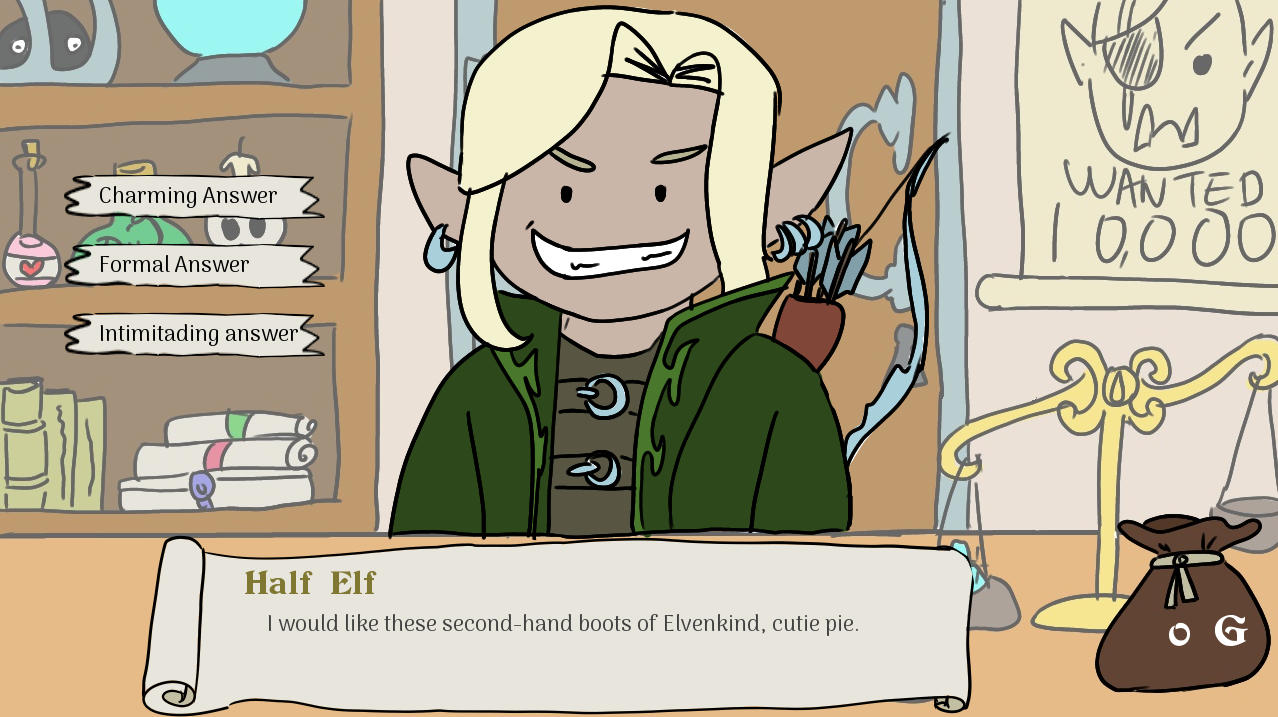 WANTED
10,000
Charming Answer
Formal Answer
Intimitading answer
Half Elf
I would like these second-hand boots of Elvenkind, cutie pie.
0 G